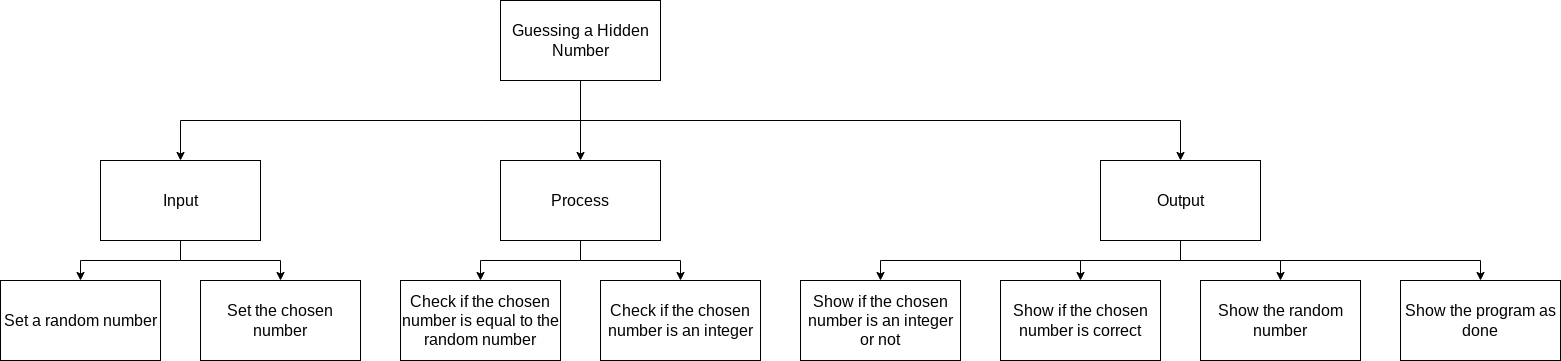 Guessing a Hidden
Number
Input
Process
Output
Set a random number
Set the chosen
number
Check if the chosen
number is equal to the
random number
Check if the chosen
number is an integer
Show if the chosen
number is an integer
or not
Show if the chosen
number is correct
Show the random
number
Show the program as
done